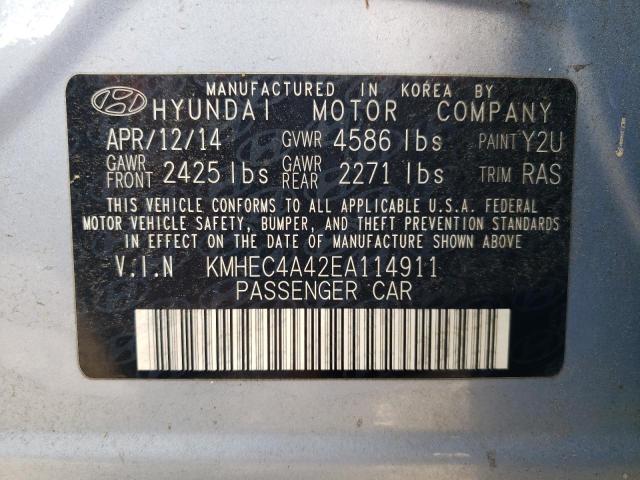 MANUFACTURED IN KOREA BY
HYUNDAI MOTOR COMPANY
APR/12/14 GVWR 4586 lbs PAINT Y2U
GAWR FRONT 2425 lbs GAWR REAR 2271 lbs TRIM RAS
THIS VEHICLE CONFORMS TO ALL APPLICABLE U.S.A. FEDERAL
MOTOR VEHICLE SAFETY, BUMPER, AND THEFT PREVENTION STANDARDS
IN EFFECT ON THE DATE OF MANUFACTURE SHOWN ABOVE
V.I.N KMHEC4A42EA114911
PASSENGER CAR